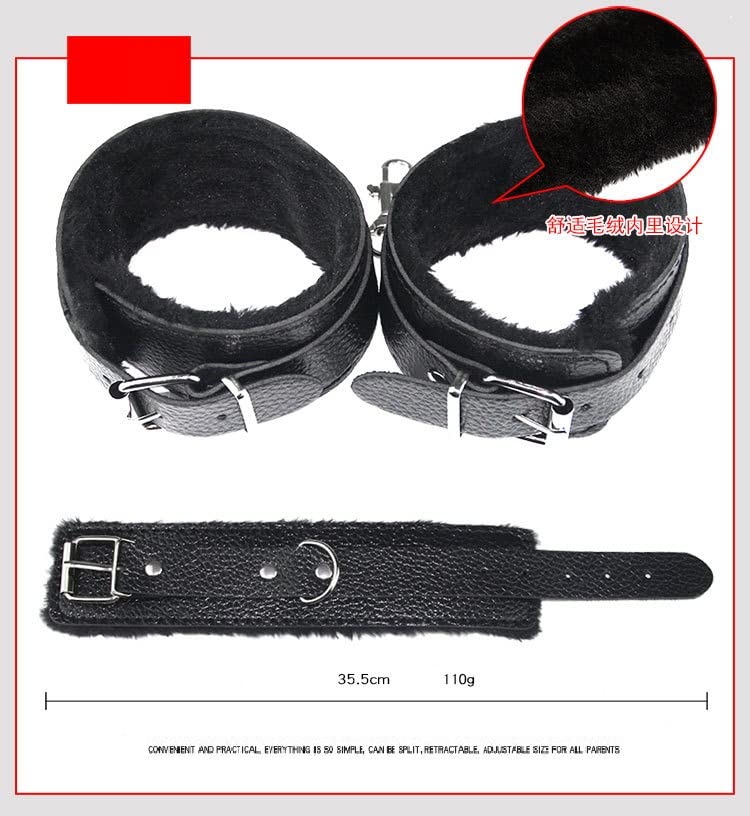 舒适毛绒内里设计
35.5cm 110g
CONVENIENT AND PRACTICAL, EVERYTHING IS SO SIMPLE, CAN BE SPLIT, RETRACTABLE, ADJUSTABLE SIZE FOR ALL PARENTS